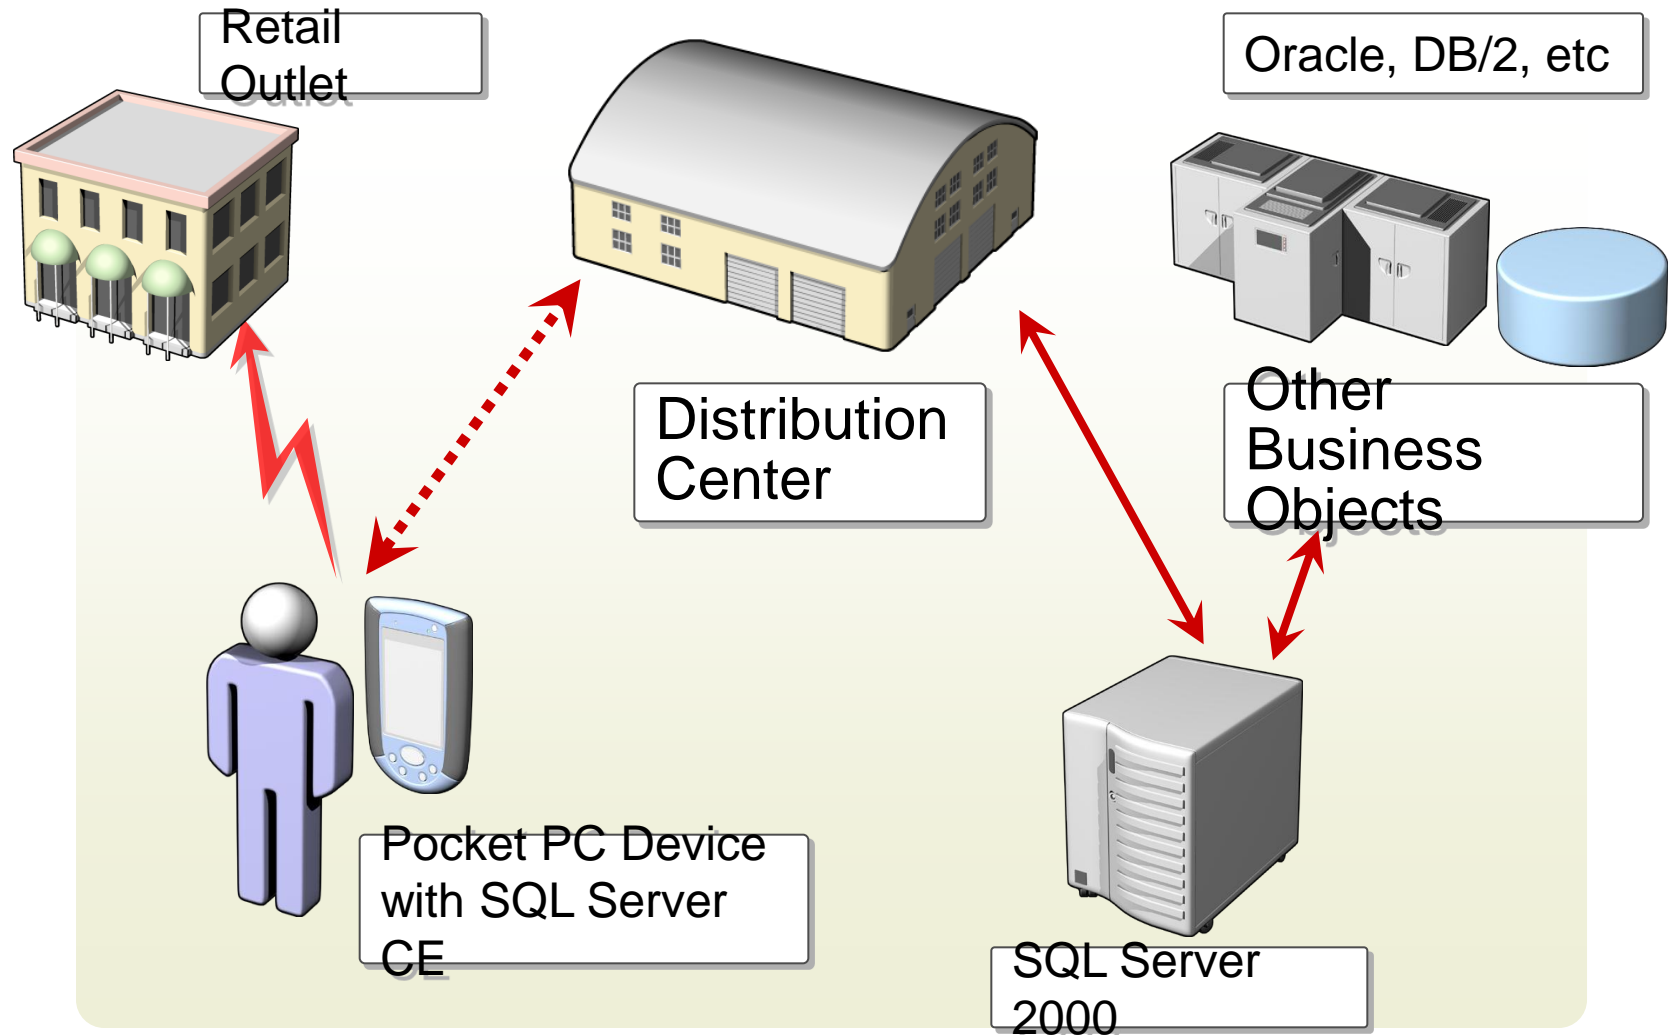 Retail
Outlet
Oracle, DB/2, etc
Distribution
Center
Other
Business
Objects
Pocket PC Device
with SQL Server
CE
SQL Server
2000